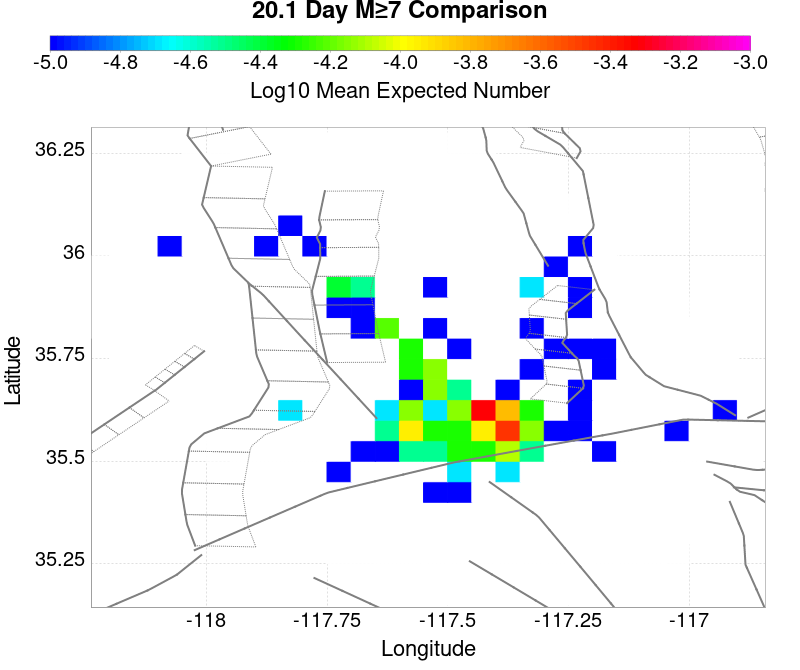 20.1 Day M≥7 Comparison
-5.0 -4.8 -4.6 -4.4 -4.2 -4.0 -3.8 -3.6 -3.4 -3.2 -3.0
Log10 Mean Expected Number
36.25
36
35.75
35.5
35.25
Latitude
-118 -117.75 -117.5 -117.25 -117
Longitude